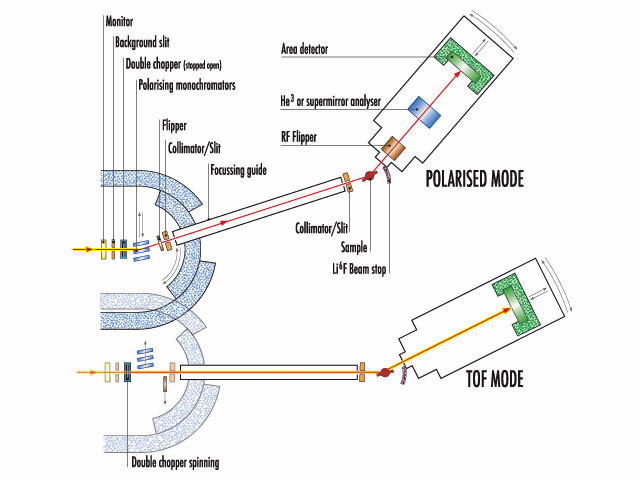 Monitor
Background slit
Double chopper (stopped open)
Polarising monochromators
Flipper
Collimator/Slit
Focussing guide
Area detector
He3 or supermirror analyser
RF Flipper
POLARISED MODE
Collimator/Slit
Sample
Li6F Beam stop
TOF MODE
Double chopper spinning